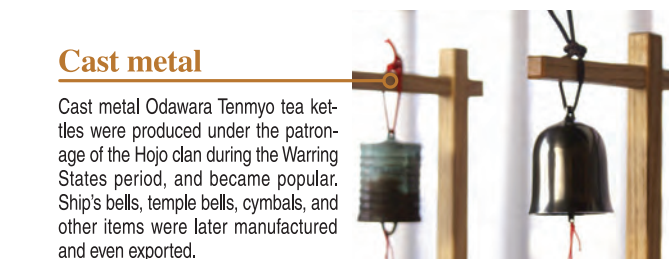 Cast metal
Cast metal Odawara Tenmyo tea ket-
tles were produced under the patron-
age of the Hojo clan during the Warring
States period, and became popular.
Ship's bells, temple bells, cymbals, and
other items were later manufactured
and even exported.